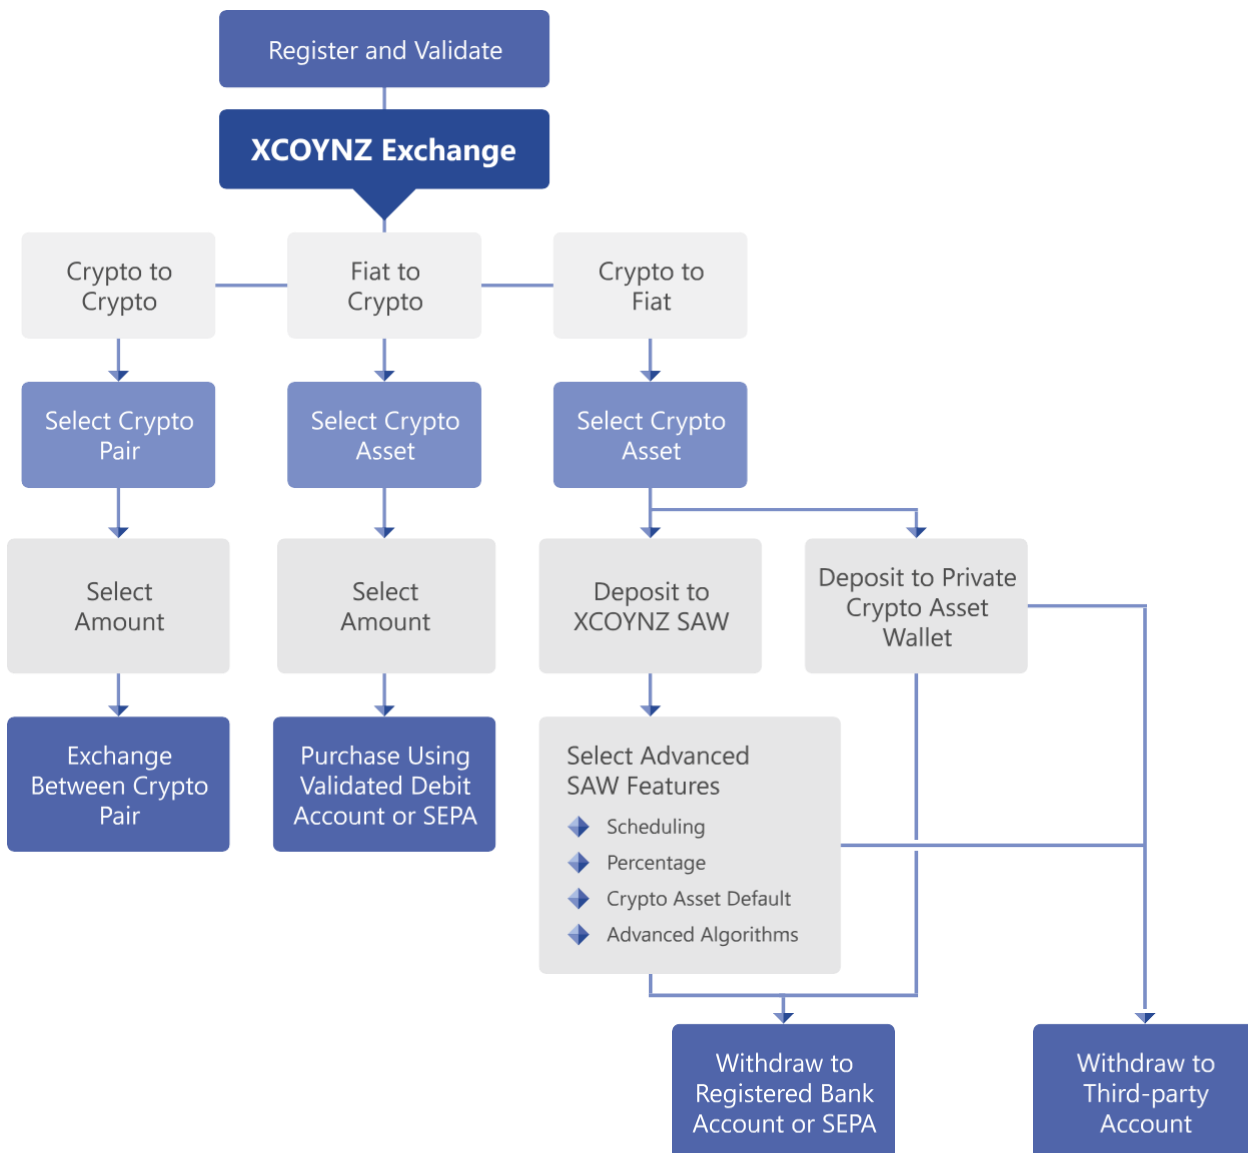 Register and Validate
XCOYNZ Exchange
Crypto to
Crypto
Fiat to
Crypto
Crypto to
Fiat
Select Crypto
Pair
Select Crypto
Asset
Select Crypto
Asset
Select
Amount
Select
Amount
Deposit to
XCOYNZ SAW
Deposit to Private
Crypto Asset
Wallet
Exchange
Between Crypto
Pair
Purchase Using
Validated Debit
Account or SEPA
Select Advanced
SAW Features
Scheduling
Percentage
Crypto Asset Default
Advanced Algorithms
Withdraw to
Registered Bank
Account or SEPA
Withdraw to
Third-party
Account